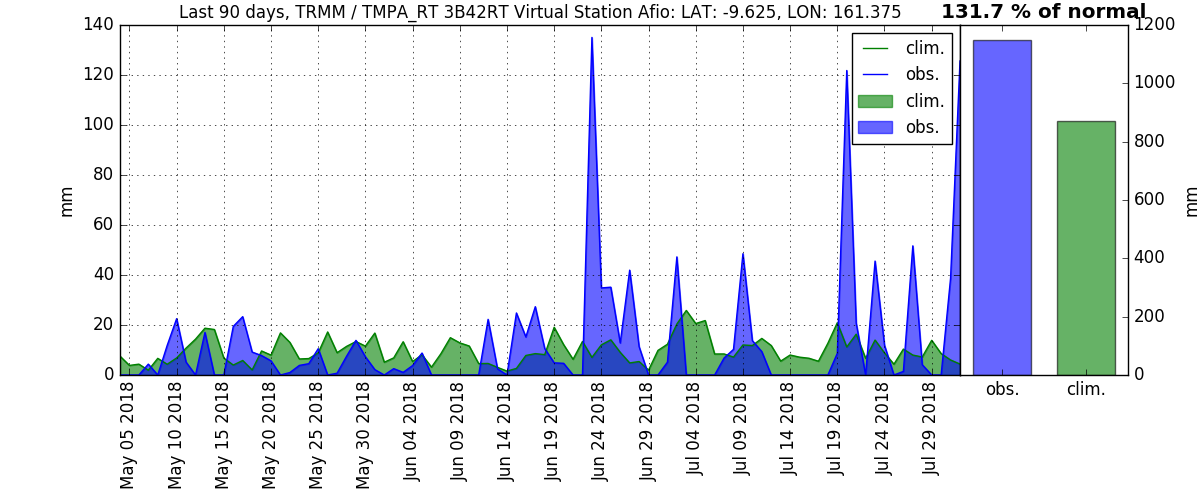 Last 90 days, TRMM / TMPA_RT 3B42RT Virtual Station Afio: LAT: -9.625, LON: 161.375
131.7 % of normal
140
120
100
80
60
40
20
0
mm
clim.
obs.
clim.
obs.
1200
1000
800
600
400
200
0
mm
May 05 2018
May 10 2018
May 15 2018
May 20 2018
May 25 2018
May 30 2018
Jun 04 2018
Jun 09 2018
Jun 14 2018
Jun 19 2018
Jun 24 2018
Jun 29 2018
Jul 04 2018
Jul 09 2018
Jul 14 2018
Jul 19 2018
Jul 24 2018
Jul 29 2018
obs.
clim.